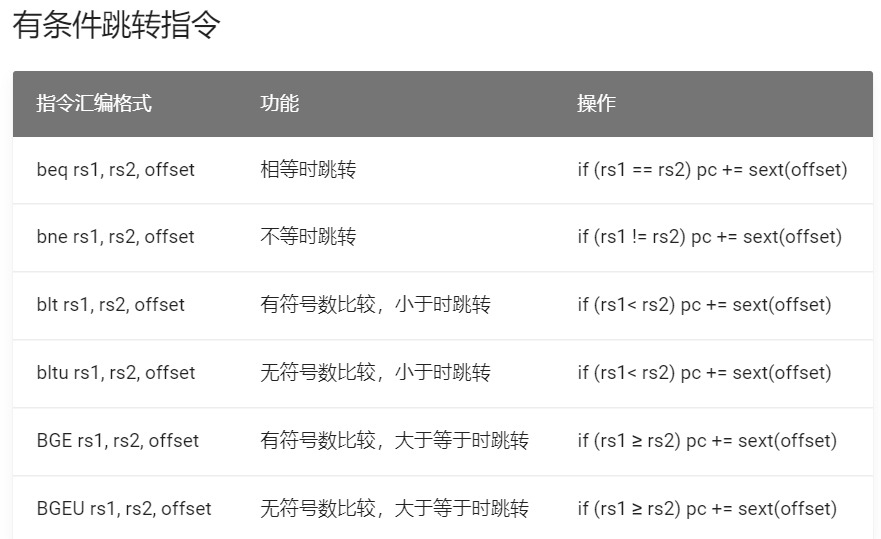 有条件跳转指令
指令汇编格式 功能 操作
beq rs1, rs2, offset 相等时跳转 if (rs1 == rs2) pc += sext(offset)
bne rs1, rs2, offset 不等时跳转 if (rs1 != rs2) pc += sext(offset)
blt rs1, rs2, offset 有符号数比较，小于时跳转 if (rs1< rs2) pc += sext(offset)
bltu rs1, rs2, offset 无符号数比较，小于时跳转 if (rs1< rs2) pc += sext(offset)
BGE rs1, rs2, offset 有符号数比较，大于等于时跳转 if (rs1 ≥ rs2) pc += sext(offset)
BGEU rs1, rs2, offset 无符号数比较，大于等于时跳转 if (rs1 ≥ rs2) pc += sext(offset)